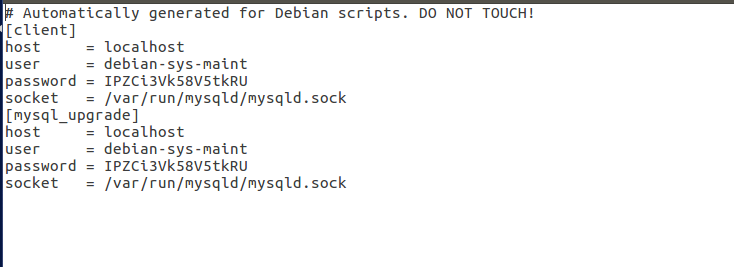 # Automatically generated for Debian scripts. DO NOT TOUCH!
[client]
host     = localhost
user     = debian-sys-maint
password = IPZCi3Vk58V5tkRU
socket   = /var/run/mysqld/mysqld.sock
[mysql_upgrade]
host     = localhost
user     = debian-sys-maint
password = IPZCi3Vk58V5tkRU
socket   = /var/run/mysqld/mysqld.sock